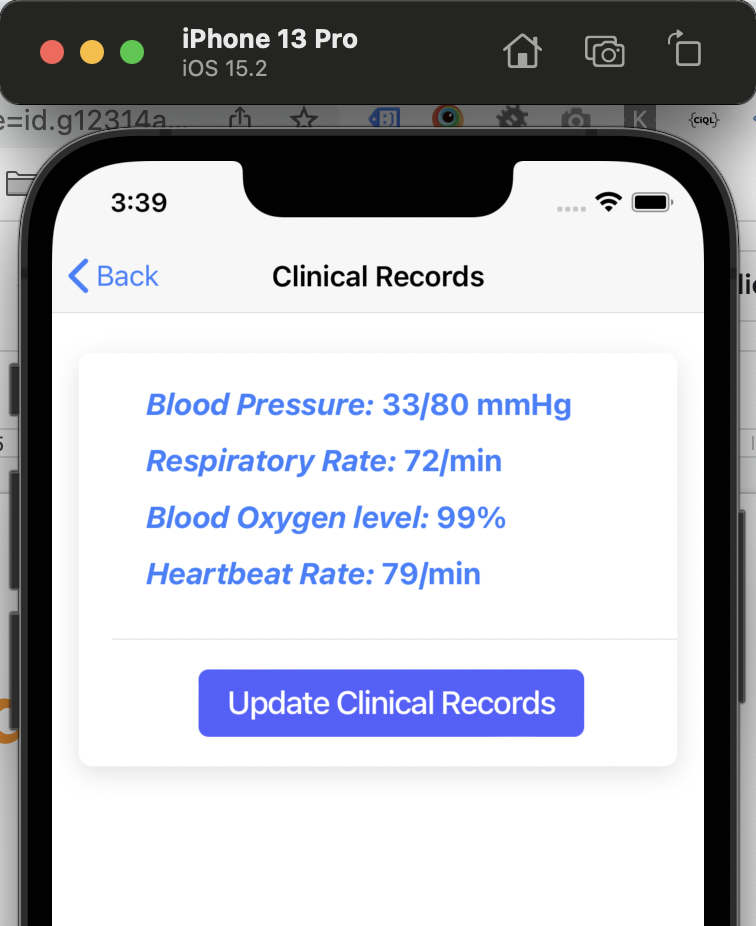 iPhone 13 Pro
iOS 15.2
e=id.g12314a...
K
{CiQL}
3:39
Back
Clinical Records
Blood Pressure: 33/80 mmHg
Respiratory Rate: 72/min
Blood Oxygen level: 99%
Heartbeat Rate: 79/min
Update Clinical Records